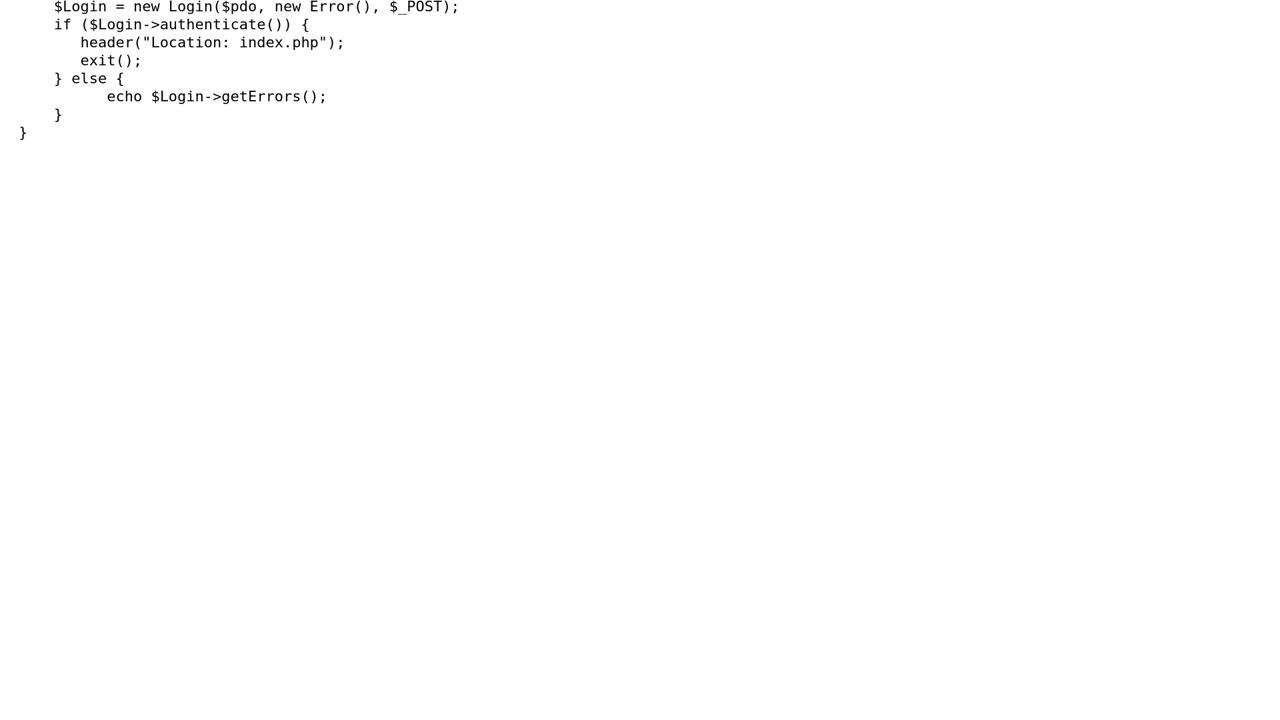 $Login = new Login($pdo, new Error(), $_POST);
if ($Login->authenticate()) {
header("Location: index.php");
exit();
} else {
echo $Login->getErrors();
}
}